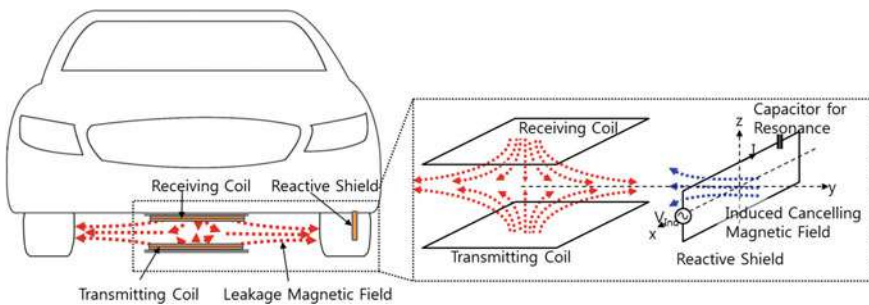 Receiving Coil
Reactive Shield
Transmitting Coil
Leakage Magnetic Field
Receiving Coil
Transmitting Coil
Capacitor for
Resonance
z
I
y
V_ind
x
Induced Cancelling
Magnetic Field
Reactive Shield